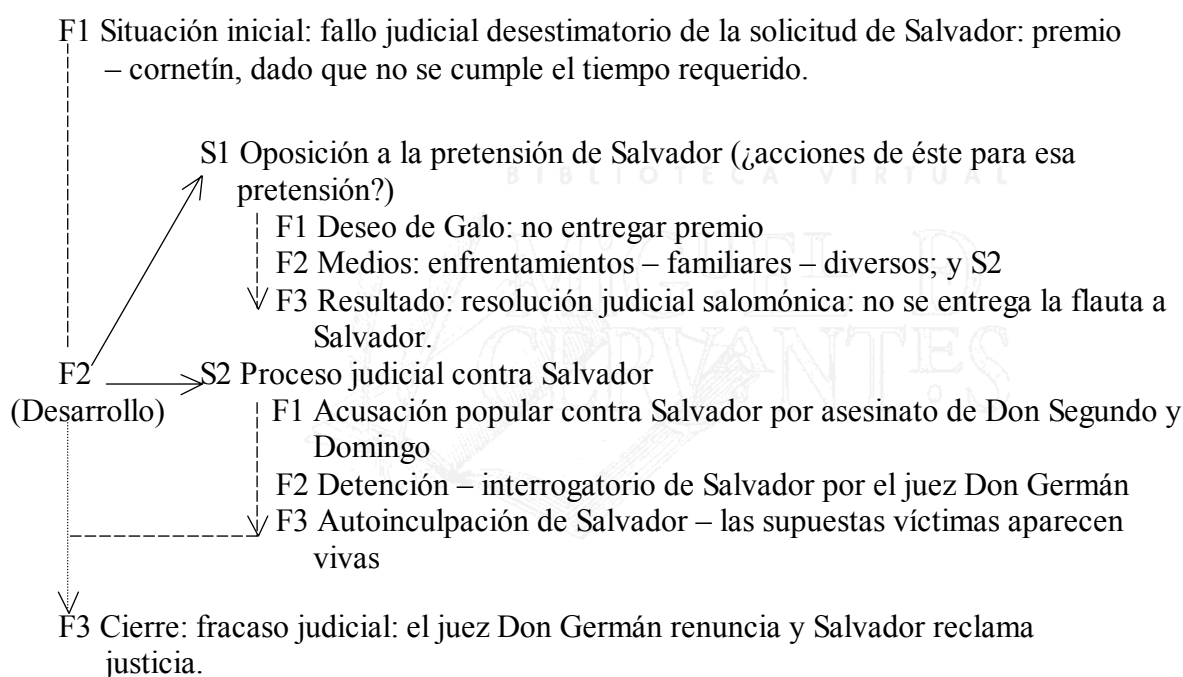 F1 Situación inicial: fallo judicial desestimatorio de la solicitud de Salvador: premio
– cornetín, dado que no se cumple el tiempo requerido.
S1 Oposición a la pretensión de Salvador (¿acciones de éste para esa
pretensión?)
BIBLIOTECA VIRTUAL
F1 Deseo de Galo: no entregar premio
MIGUEL D
F2 Medios: enfrentamientos – familiares – diversos; y S2
F3 Resultado: resolución judicial salomónica: no se entrega la flauta a
Salvador.
CERVANTES
F2
S2 Proceso judicial contra Salvador
(Desarrollo)
F1 Acusación popular contra Salvador por asesinato de Don Segundo y
Domingo
F2 Detención – interrogatorio de Salvador por el juez Don Germán
F3 Autoinculpación de Salvador – las supuestas víctimas aparecen
vivas
F3 Cierre: fracaso judicial: el juez Don Germán renuncia y Salvador reclama
justicia.